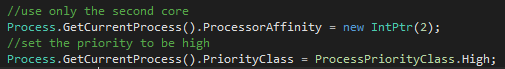 //use only the second core
Process.GetCurrentProcess().ProcessorAffinity = new IntPtr(2);
//set the priority to be high
Process.GetCurrentProcess().PriorityClass = ProcessPriorityClass.High;